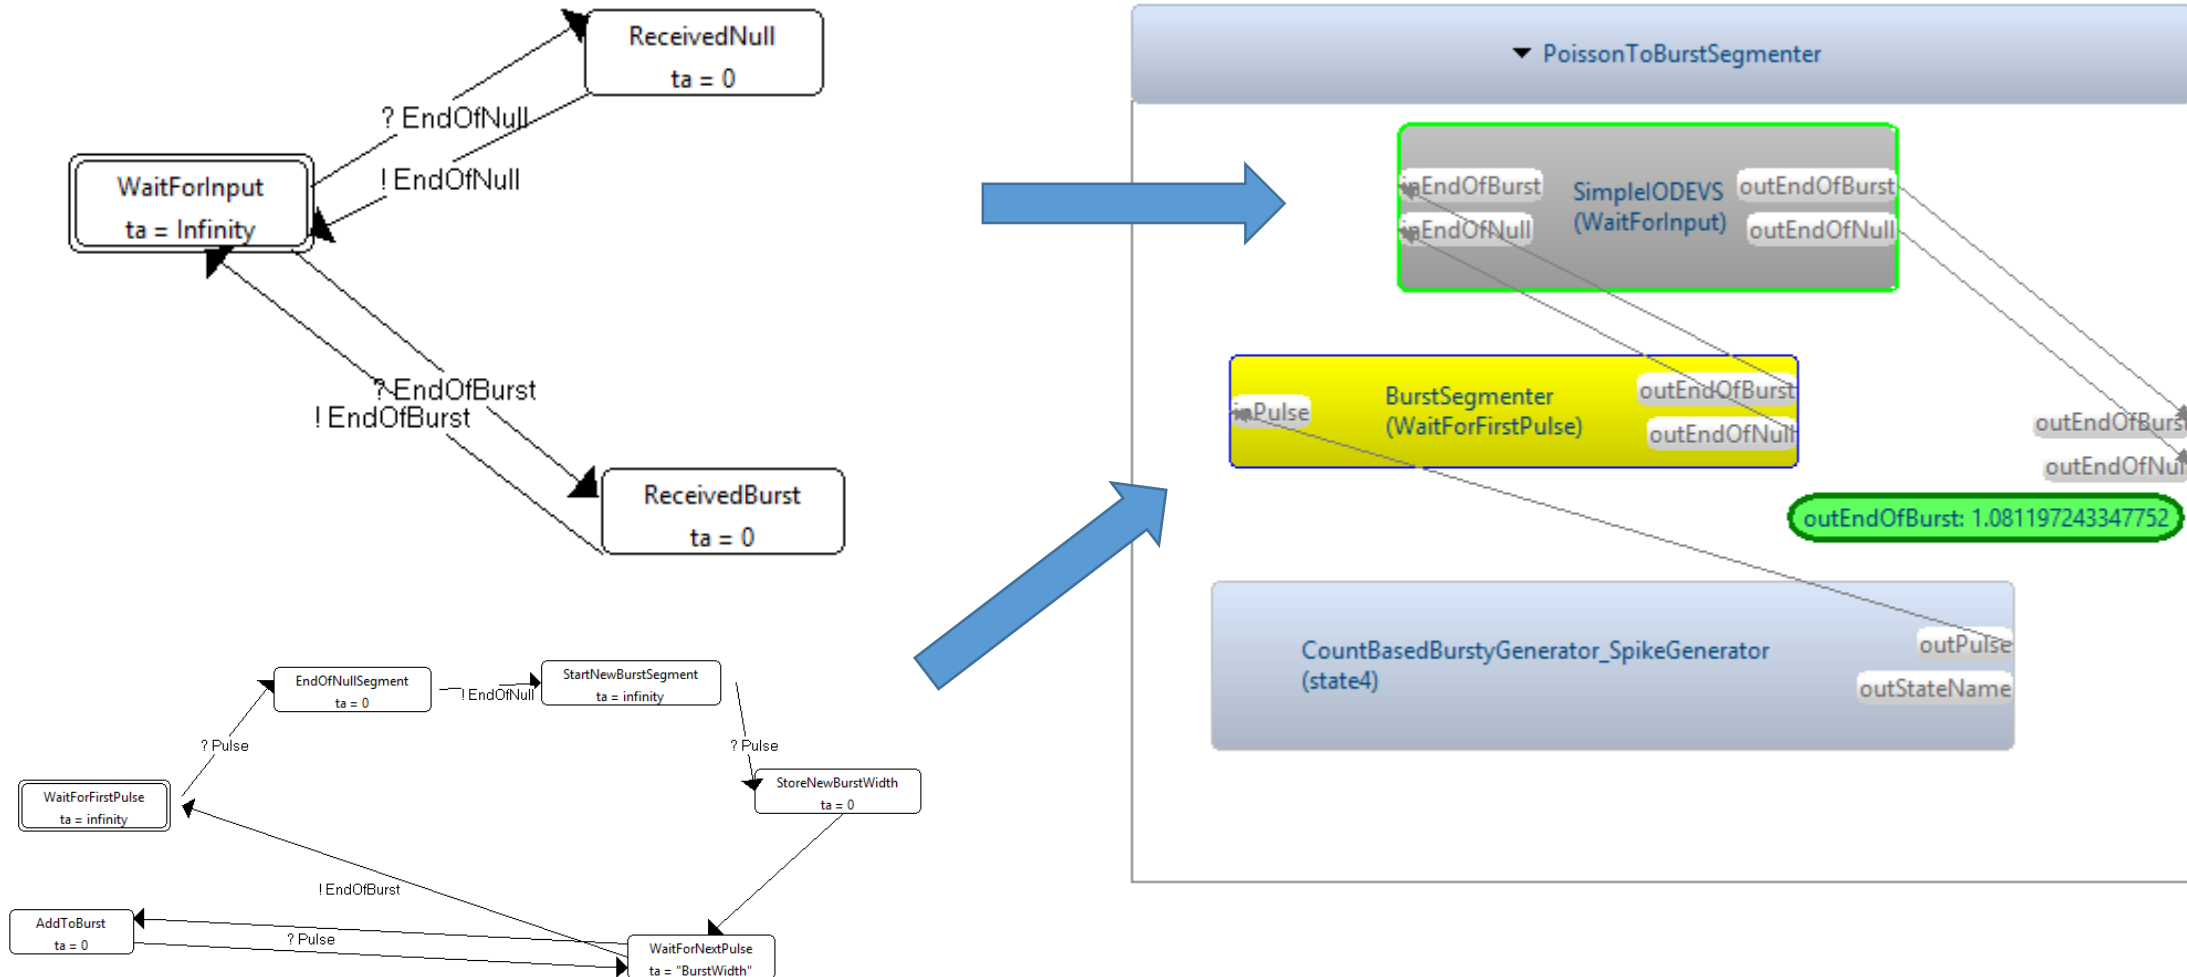 ReceivedNull
ta = 0
? EndOfNull
! EndOfNull
WaitForInput
ta = Infinity
? EndOfBurst
! EndOfBurst
ReceivedBurst
ta = 0
EndOfNullSegment
ta = 0
! EndOfNull
StartNewBurstSegment
ta = infinity
? Pulse
? Pulse
StoreNewBurstWidth
ta = 0
WaitForFirstPulse
ta = infinity
! EndOfBurst
AddToBurst
ta = 0
? Pulse
WaitForNextPulse
ta = "BurstWidth"
PoissonToBurstSegmenter
inEndOfBurst
inEndOfNull
SimpleIODEVS
(WaitForInput)
outEndOfBurst
outEndOfNull
inPulse
BurstSegmenter
(WaitForFirstPulse)
outEndOfBurst
outEndOfNull
outEndOfBurst
outEndOfNull
outEndOfBurst: 1.081197243347752
CountBasedBurstyGenerator_SpikeGenerator
(state4)
outPulse
outStateName